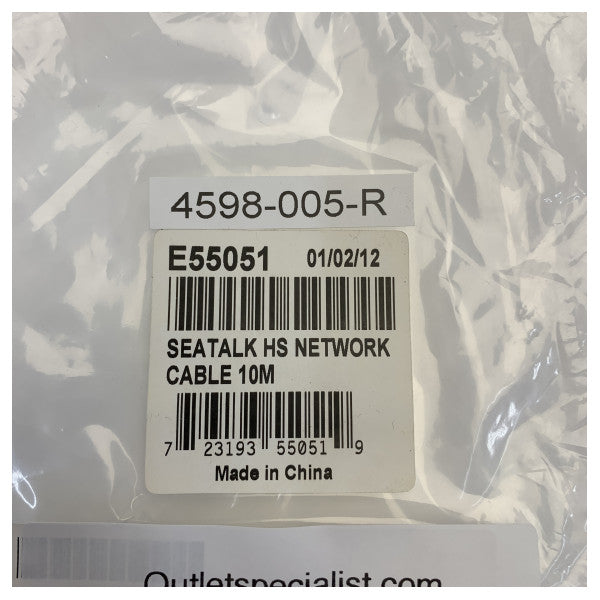 4598-005-R
E55051 01/02/12
SEATALK HS NETWORK
CABLE 10M
7 23193 55051 9
Made in China
Outletspecialist.com